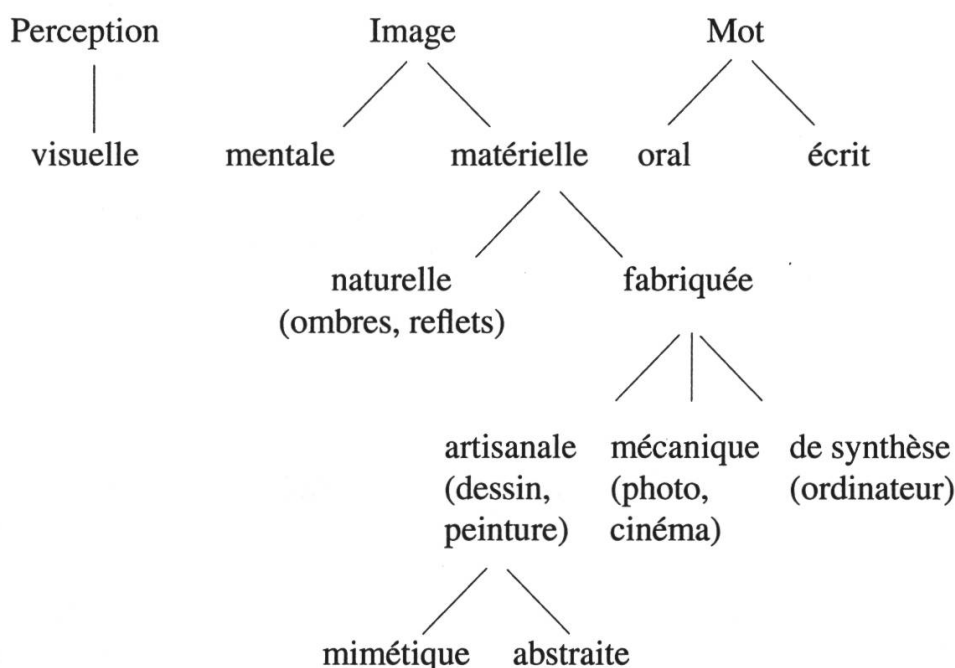 Perception Image Mot
visuelle mentale matérielle oral écrit
naturelle fabriquée
(ombres, reflets)
artisanale mécanique de synthèse
(dessin, (photo, (ordinateur)
peinture) cinéma)
mimétique abstraite